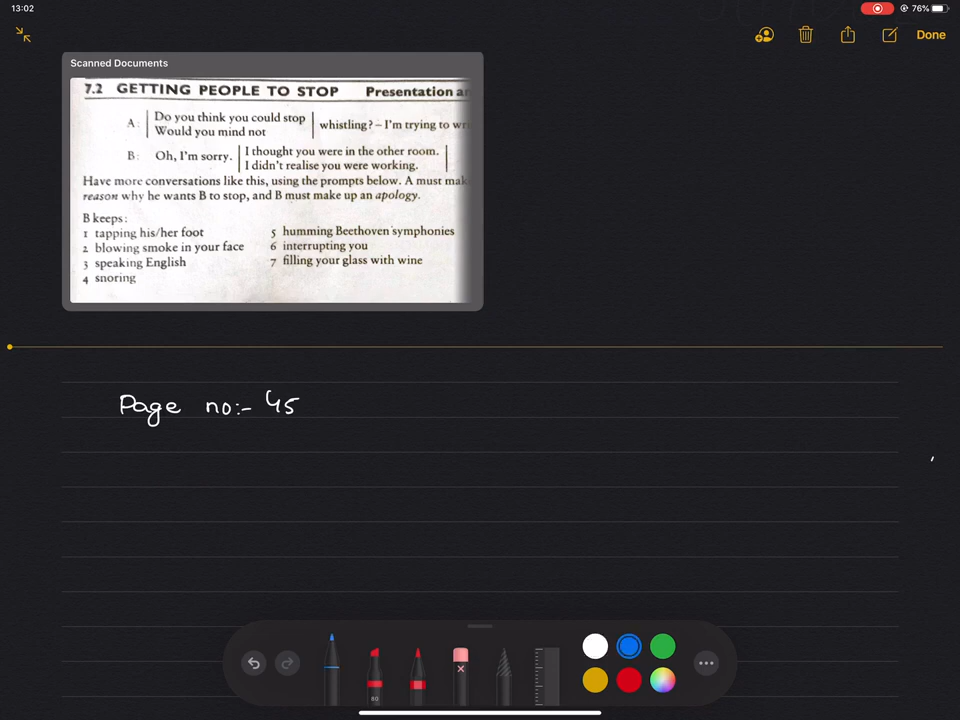 13:02
76%
Done
Scanned Documents
7.2 GETTING PEOPLE TO STOP Presentation
A: Do you think you could stop
Would you mind not
whistling? – I'm trying to
B: Oh, I'm sorry. I thought you were in the other room.
I didn't realise you were working.
Have more conversations like this, using the prompts below. A must
reason why he wants B to stop, and B must make up an apology.
B keeps:
1 tapping his/her foot
2 blowing smoke in your face
3 speaking English
4 snoring
5 humming Beethoven symphonies
6 interrupting you
7 filling your glass with wine
Page no:- 45
80